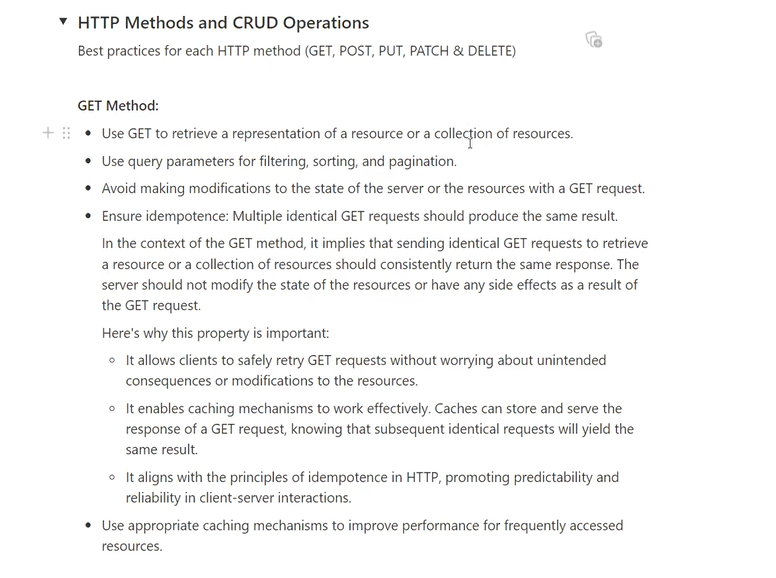 HTTP Methods and CRUD Operations
Best practices for each HTTP method (GET, POST, PUT, PATCH & DELETE)
GET Method:
Use GET to retrieve a representation of a resource or a collection of resources.
Use query parameters for filtering, sorting, and pagination.
Avoid making modifications to the state of the server or the resources with a GET request.
Ensure idempotence: Multiple identical GET requests should produce the same result.
In the context of the GET method, it implies that sending identical GET requests to retrieve
a resource or a collection of resources should consistently return the same response. The
server should not modify the state of the resources or have any side effects as a result of
the GET request.
Here's why this property is important:
It allows clients to safely retry GET requests without worrying about unintended
consequences or modifications to the resources.
It enables caching mechanisms to work effectively. Caches can store and serve the
response of a GET request, knowing that subsequent identical requests will yield the
same result.
It aligns with the principles of idempotence in HTTP, promoting predictability and
reliability in client-server interactions.
Use appropriate caching mechanisms to improve performance for frequently accessed
resources.